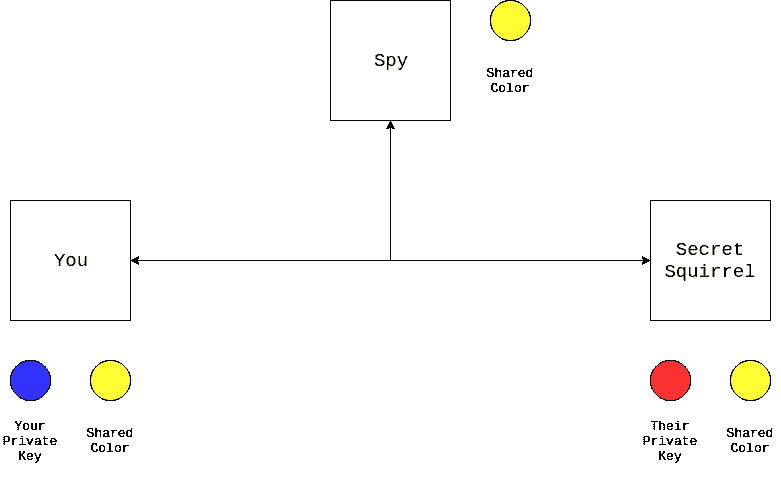 Spy
Shared
Color
You
Secret
Squirrel
Your
Private
Key
Shared
Color
Their
Private
Key
Shared
Color